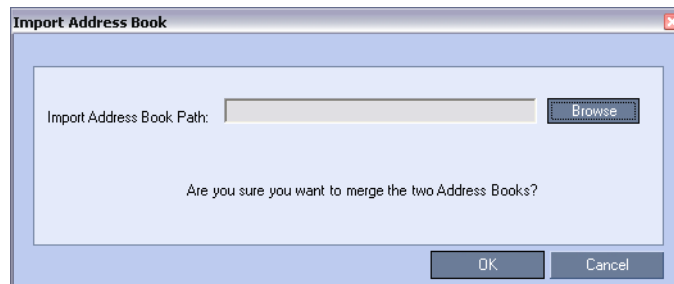 Import Address Book
Import Address Book Path:
Browse
Are you sure you want to merge the two Address Books?
OK
Cancel